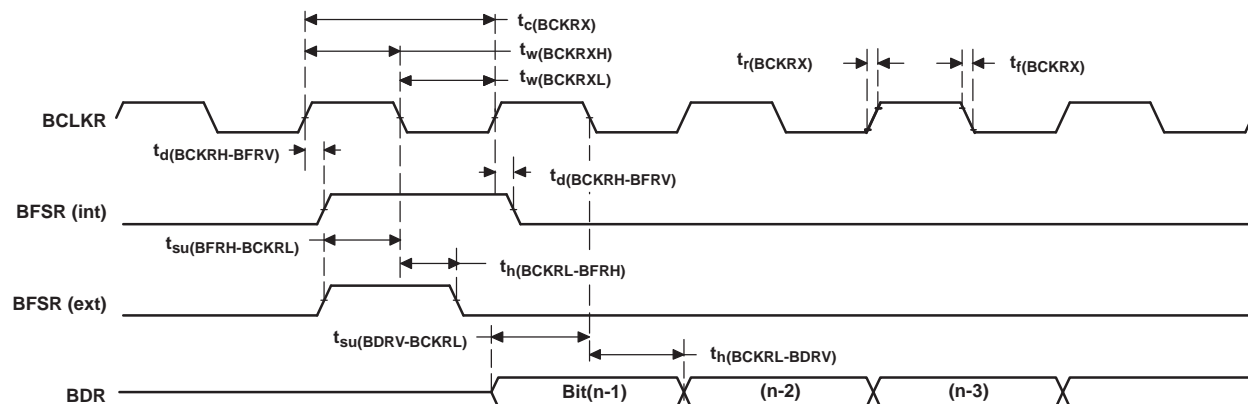 tc(BCKRX)
tw(BCKRXH)
tw(BCKRXL)
tr(BCKRX)
tf(BCKRX)
BCLKR
td(BCKRH-BFRV)
td(BCKRH-BFRV)
BFSR (int)
tsu(BFRH-BCKRL)
th(BCKRL-BFRH)
BFSR (ext)
tsu(BDRV-BCKRL)
th(BCKRL-BDRV)
BDR
Bit(n-1)
(n-2)
(n-3)